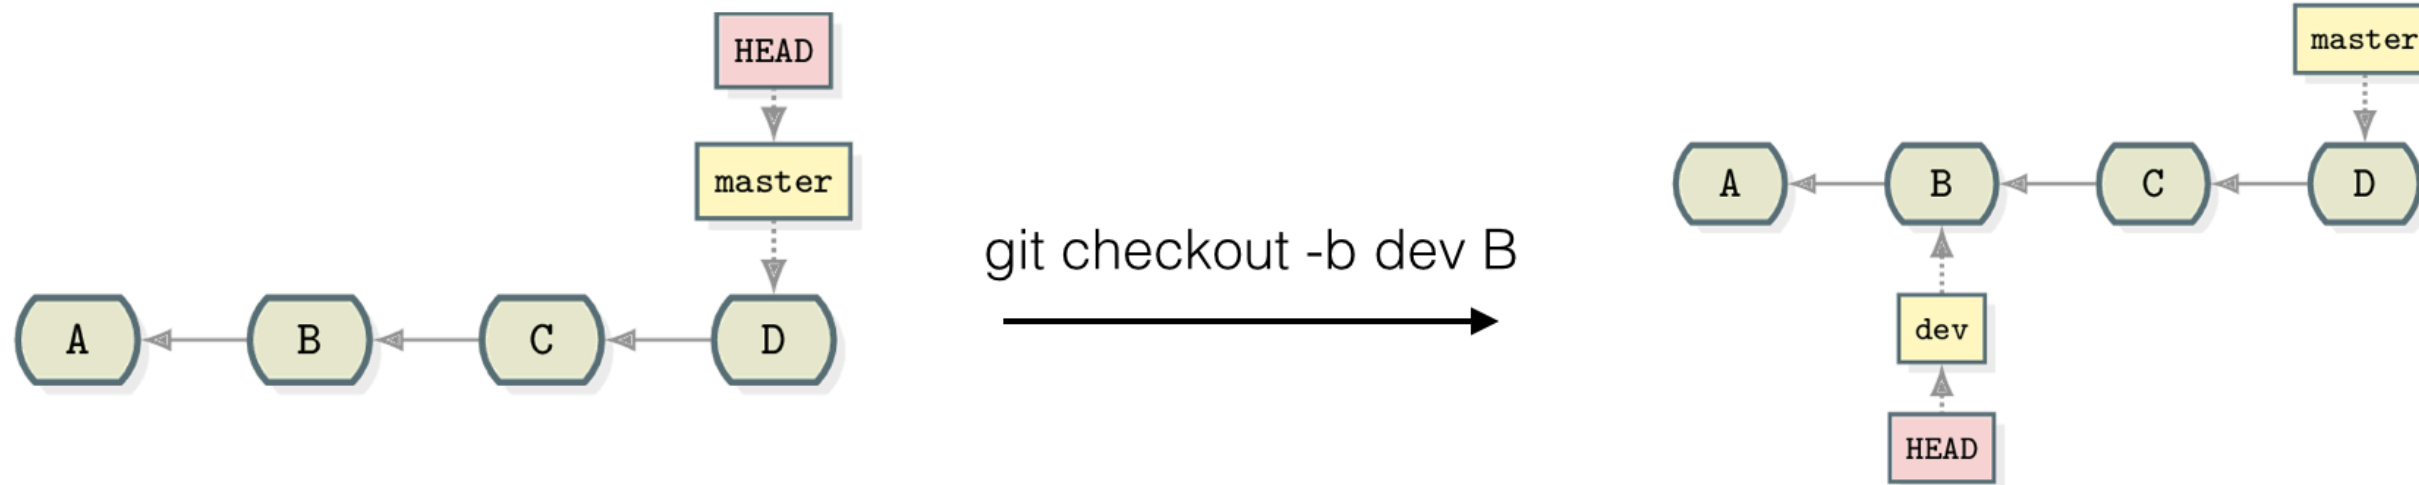 HEAD
master
A
B
C
D
git checkout -b dev B
master
A
B
C
D
dev
HEAD